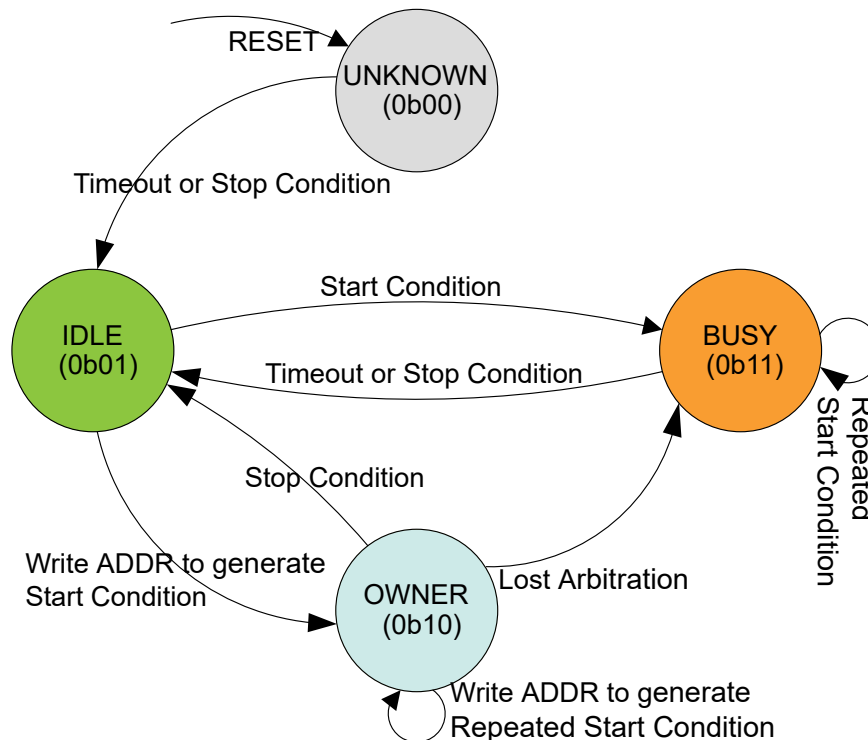 RESET
UNKNOWN
(0b00)
Timeout or Stop Condition
Start Condition
IDLE
(0b01)
BUSY
(0b11)
Timeout or Stop Condition
Repeated
Start Condition
Stop Condition
Write ADDR to generate
Start Condition
Lost Arbitration
OWNER
(0b10)
Write ADDR to generate
Repeated Start Condition